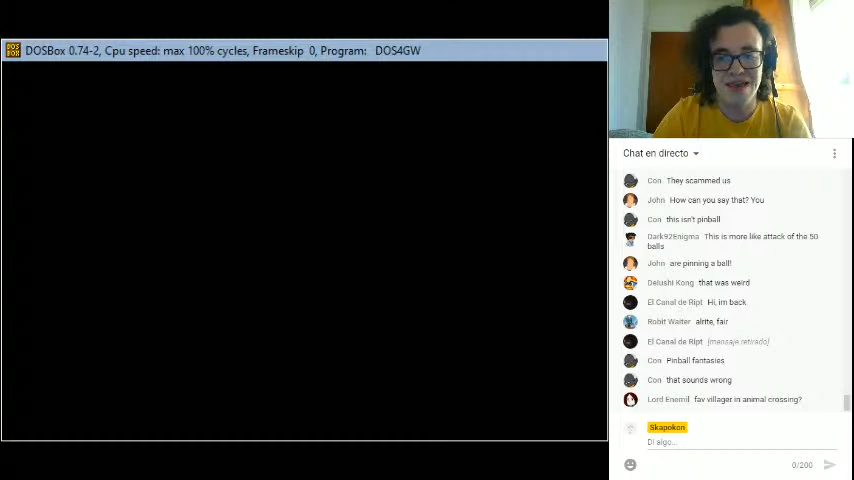 DOSBox 0.74-2, Cpu speed: max 100% cycles, Frameskip 0, Program: DOS4GW
Chat en directo
Con They scammed us
John How can you say that? You
Con this isn't pinball
Dark92Enigma This is more like attack of the 50
balls
John are pinning a ball!
Delushi Kong that was weird
El Canal de Ript Hi, im back
Robit Waiter alrite, fair
El Canal de Ript [mensaje retirado]
Con Pinball fantasies
Con that sounds wrong
Lord Enemil fav villager in animal crossing?
Skapokon
Di algo...
0/200